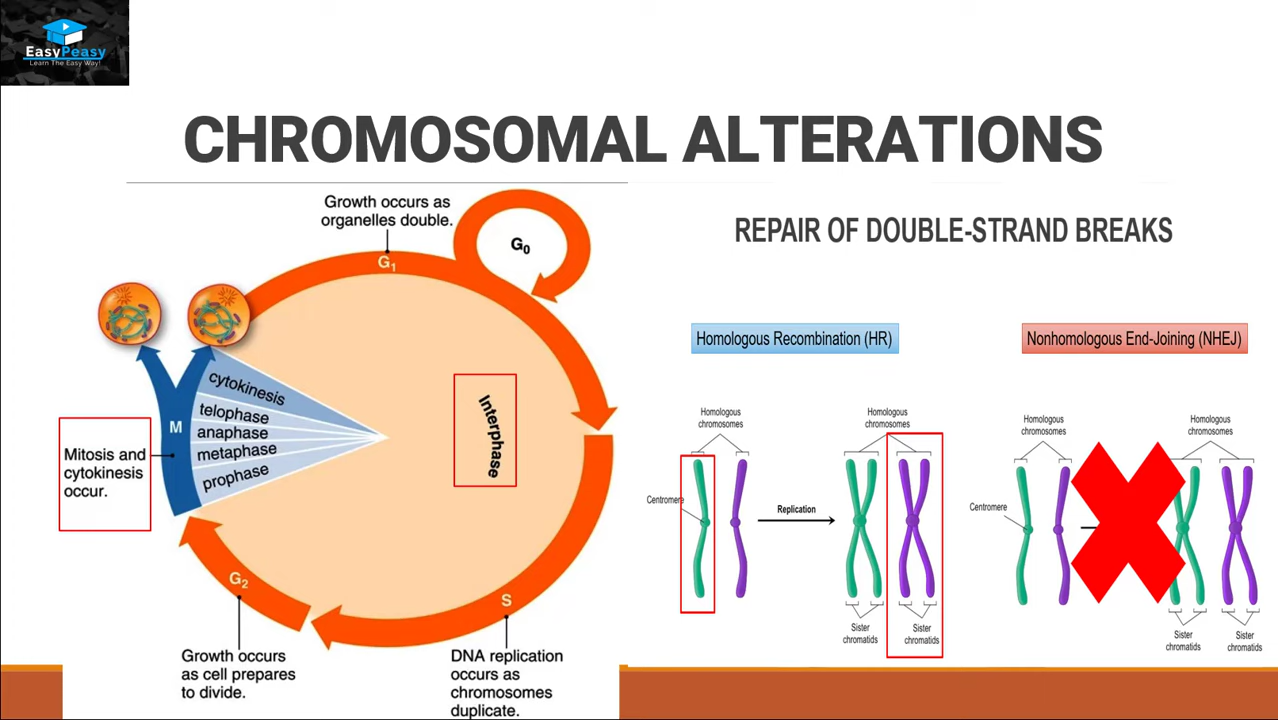 EasyPeasy
Learn The Easy Way!
CHROMOSOMAL ALTERATIONS
Growth occurs as
organelles double.
G₀
G₁
cytokinesis
telophase
anaphase
metaphase
prophase
M
Mitosis and
cytokinesis
occur.
Interphase
G₂
S
Growth occurs
as cell prepares
to divide.
DNA replication
occurs as
chromosomes
duplicate.
REPAIR OF DOUBLE-STRAND BREAKS
Homologous Recombination (HR)
Homologous
chromosomes
Homologous
chromosomes
Centromere
Replication
Sister
chromatids
Sister
chromatids
Nonhomologous End-Joining (NHEJ)
Homologous
chromosomes
Homologous
chromosomes
Centromere
Sister
chromatids
Sister
chromatids